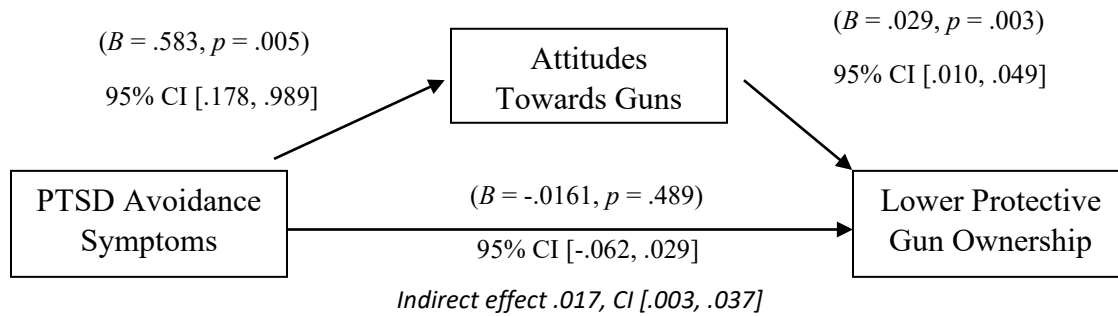 (B = .583, p = .005)
95% CI [.178, .989]
Attitudes
Towards Guns
(B = .029, p = .003)
95% CI [.010, .049]
PTSD Avoidance
Symptoms
(B = -.0161, p = .489)
95% CI [-.062, .029]
Indirect effect .017, CI [.003, .037]
Lower Protective
Gun Ownership